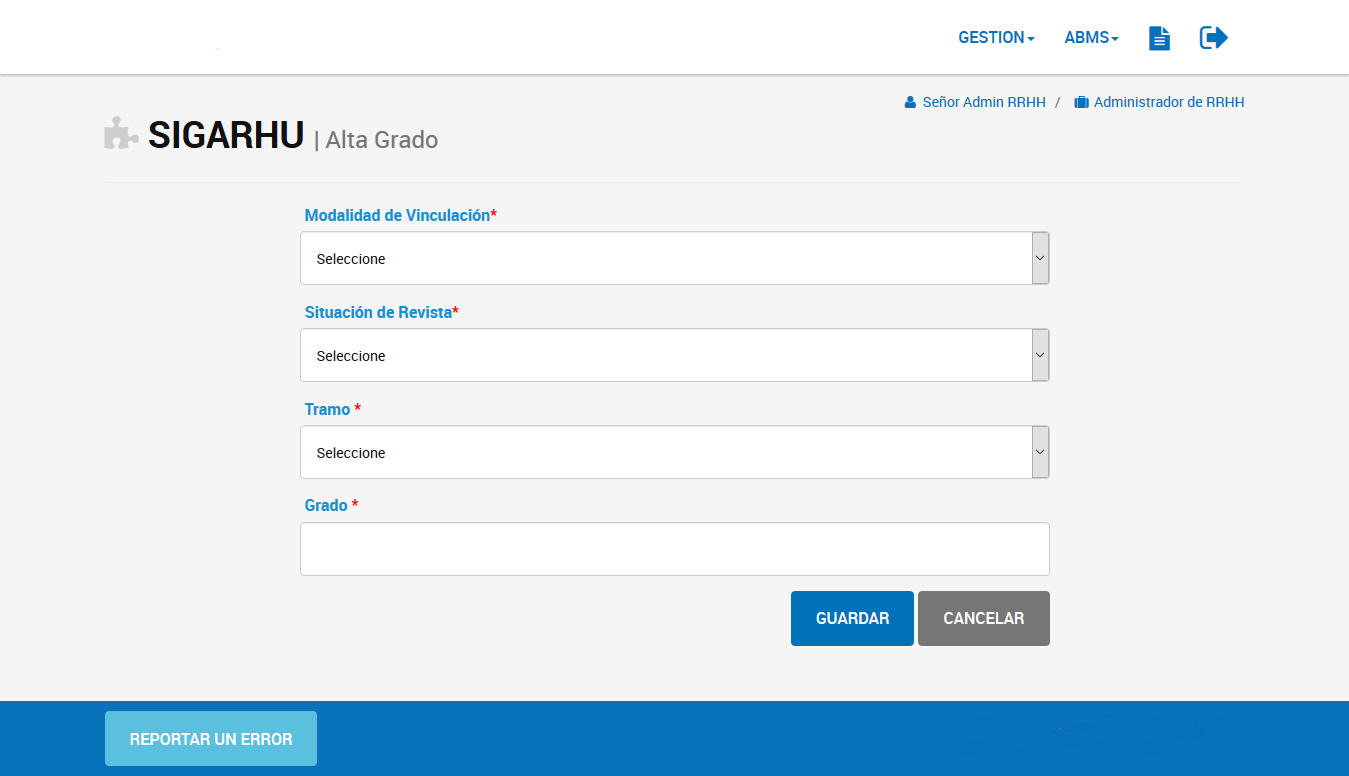 GESTION
ABMS
Señor Admin RRHH / Administrador de RRHH
SIGARHU | Alta Grado
Modalidad de Vinculación*
Seleccione
Situación de Revista*
Seleccione
Tramo *
Seleccione
Grado *
GUARDAR
CANCELAR
REPORTAR UN ERROR